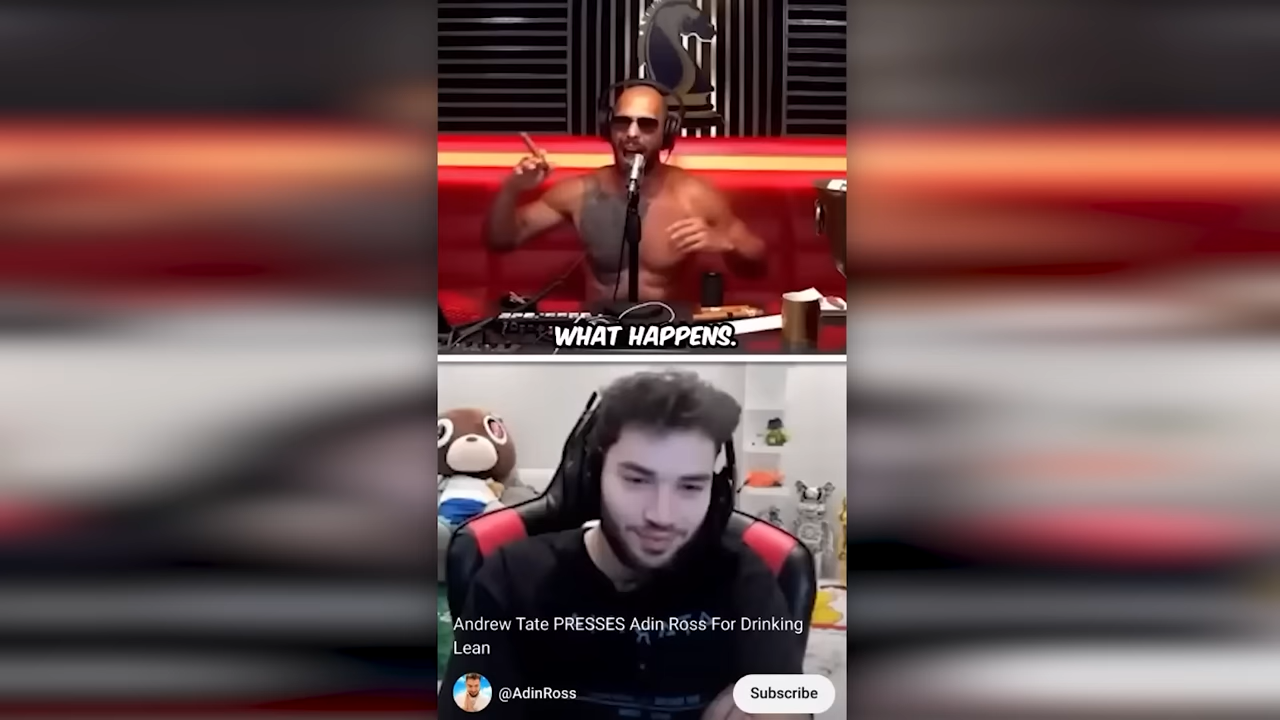 WHAT HAPPENS.
Andrew Tate PRESSES Adin Ross For Drinking
Lean
@AdinRoss
Subscribe